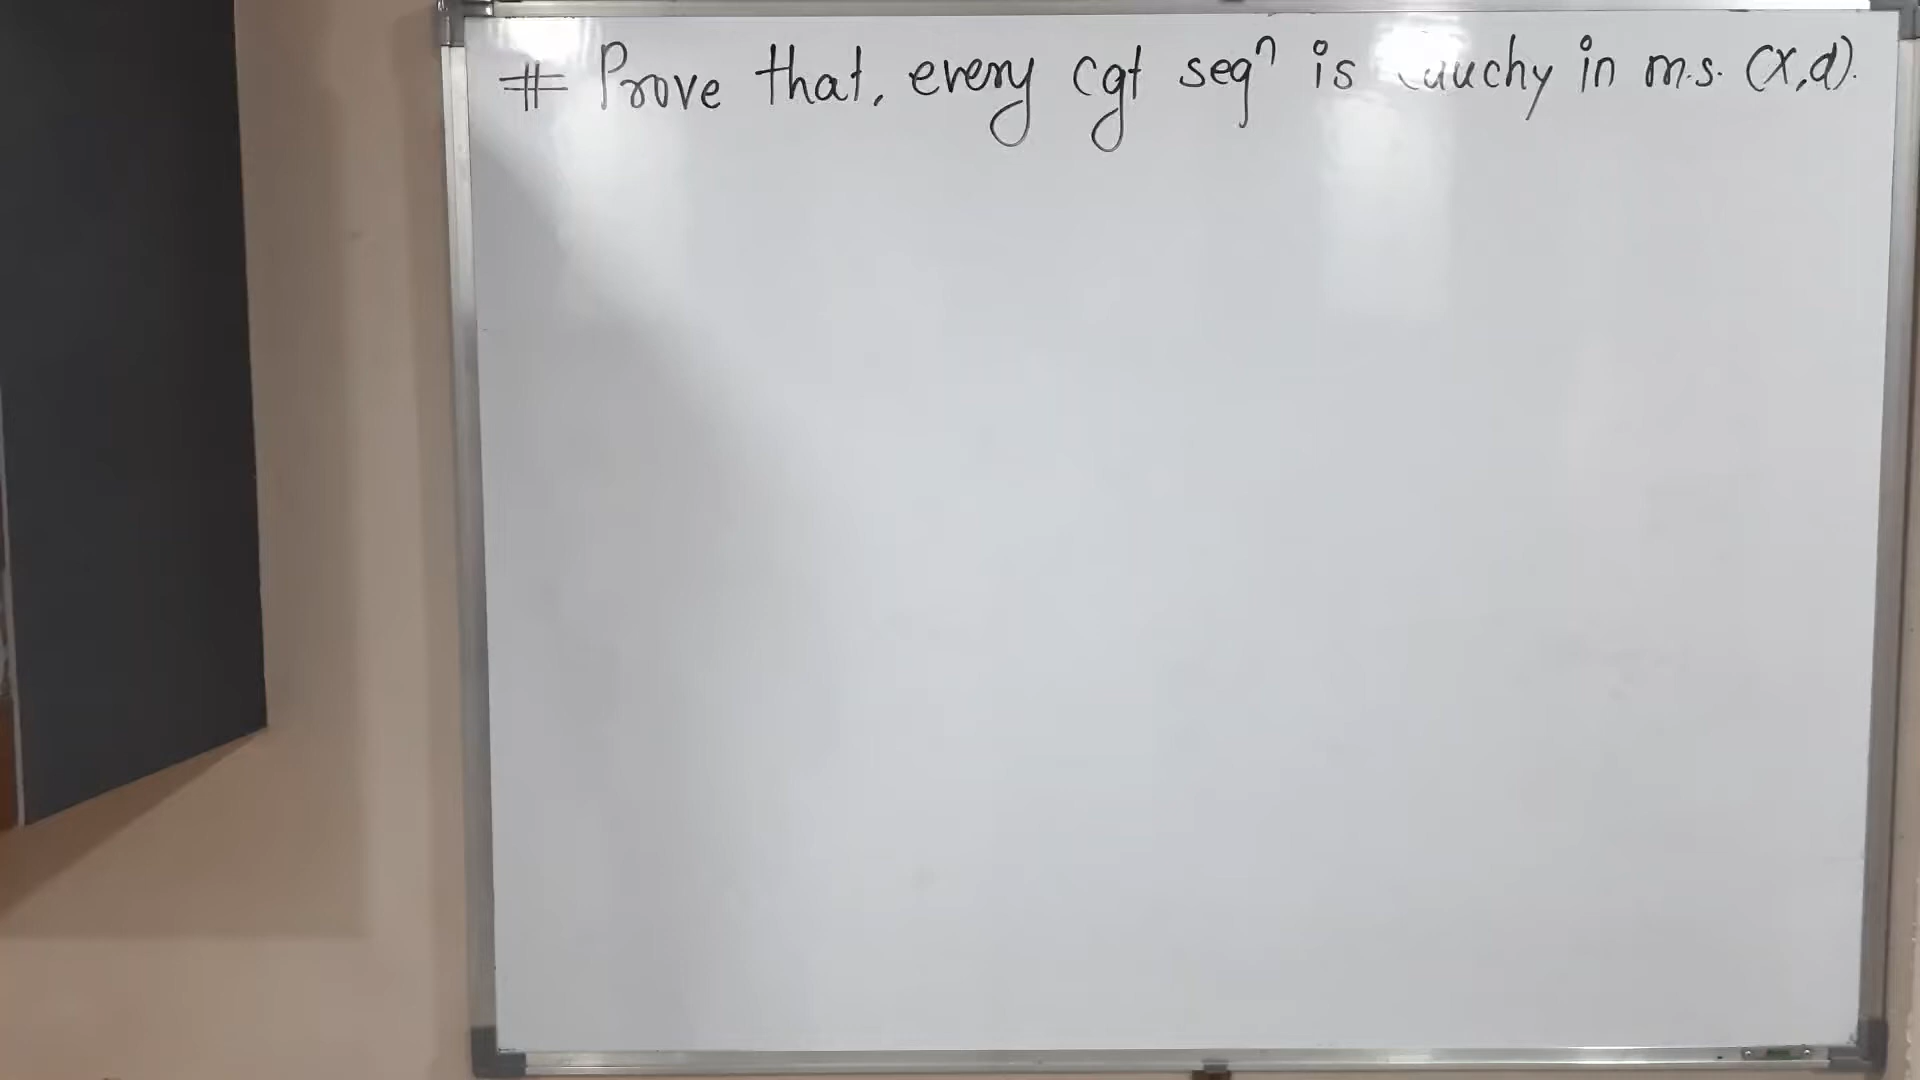 # Prove that, every cgt seqⁿ is Cauchy in m.s. (X,d).